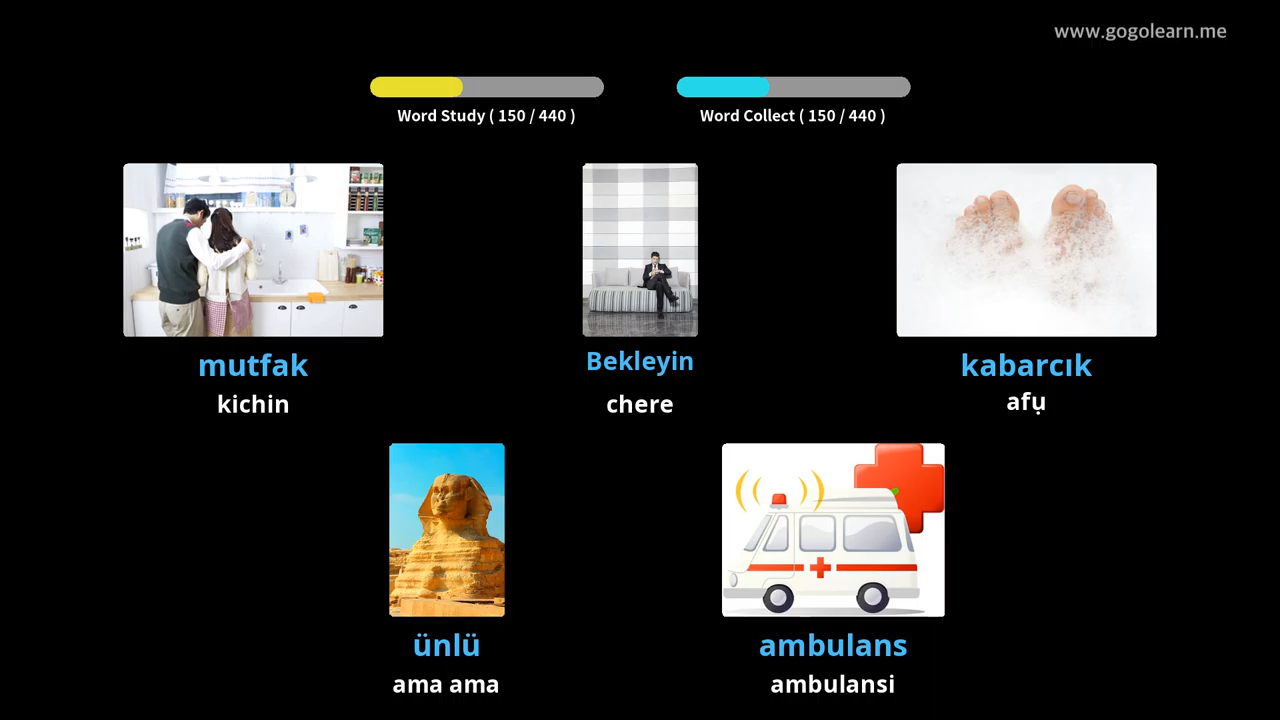 www.gogolearn.me
Word Study ( 150 / 440 )
Word Collect ( 150 / 440 )
mutfak
kichin
Bekleyin
chere
kabarcık
afụ
ünlü
ama ama
ambulans
ambulansi